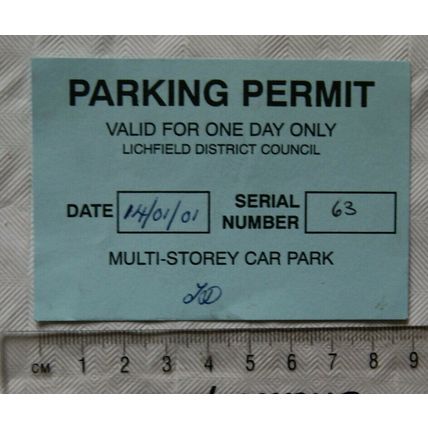 PARKING PERMIT
VALID FOR ONE DAY ONLY
LICHFIELD DISTRICT COUNCIL
DATE 14/01/01 SERIAL NUMBER 63
MULTI-STOREY CAR PARK
CM 1 2 3 4 5 6 7 8 9